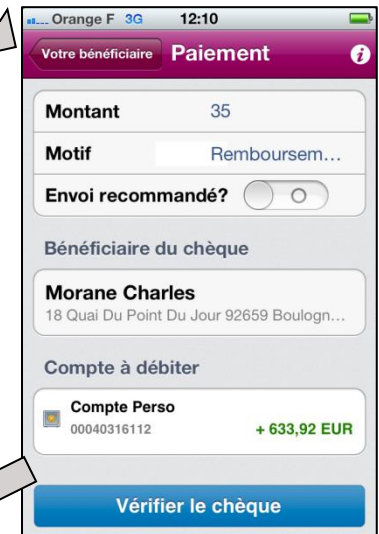 Orange F 3G 12:10
Votre bénéficiaire Paiement i
Montant 35
Motif Remboursem...
Envoi recommandé? O
Bénéficiaire du chèque
Morane Charles
18 Quai Du Point Du Jour 92659 Boulogn...
Compte à débiter
Compte Perso
00040316112 + 633,92 EUR
Vérifier le chèque